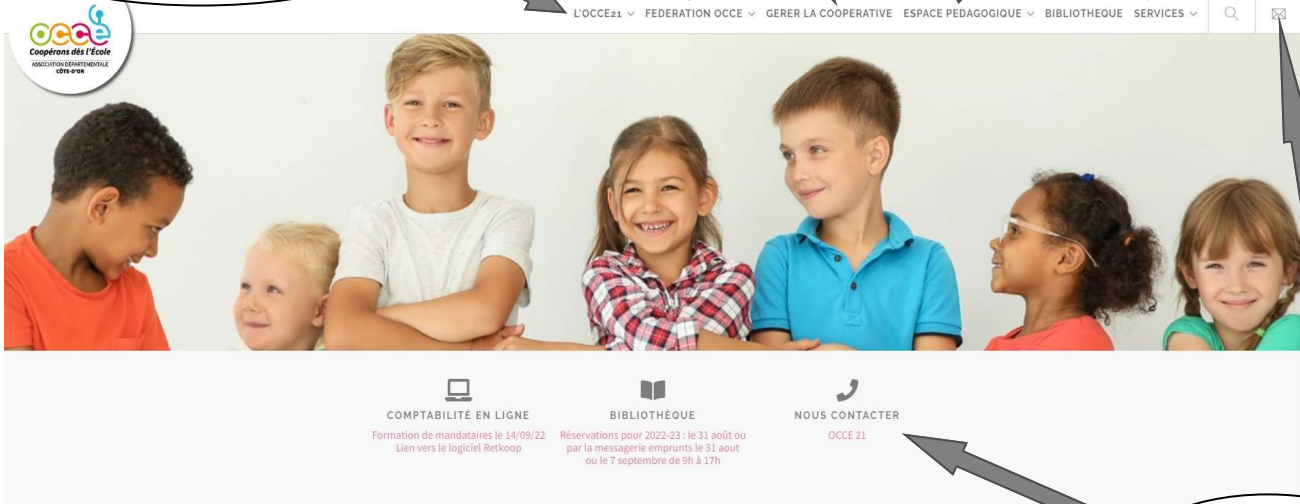 L'OCCE21 FEDERATION OCCE GERER LA COOPERATIVE ESPACE PEDAGOGIQUE BIBLIOTHEQUE SERVICES
occe
Coopérons dès l'École
ASSOCIATION DÉPARTEMENTALE
CÔTE-D'OR
COMPTABILITÉ EN LIGNE
Formation de mandataires le 14/09/22
Lien vers le logiciel Retkoop
BIBLIOTHÈQUE
Réservations pour 2022-23 : le 31 août ou
par la messagerie emprunts le 31 aout
ou le 7 septembre de 9h à 17h
NOUS CONTACTER
OCCE 21